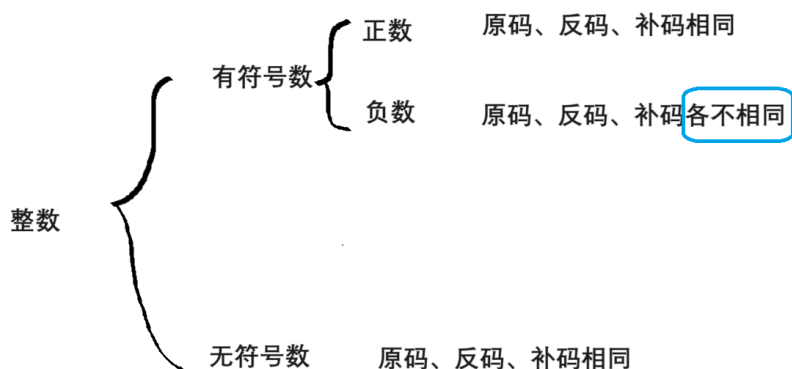 正数 原码、反码、补码相同
有符号数
负数 原码、反码、补码各不相同
整数
无符号数 原码、反码、补码相同